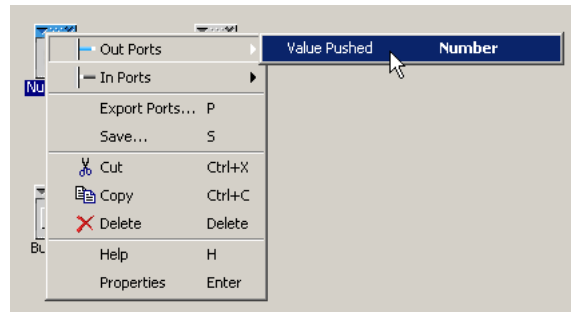 Out Ports
Value Pushed Number
In Ports
Nu
Export Ports... P
Save... S
Cut Ctrl+X
Copy Ctrl+C
Delete Delete
Help H
Properties Enter